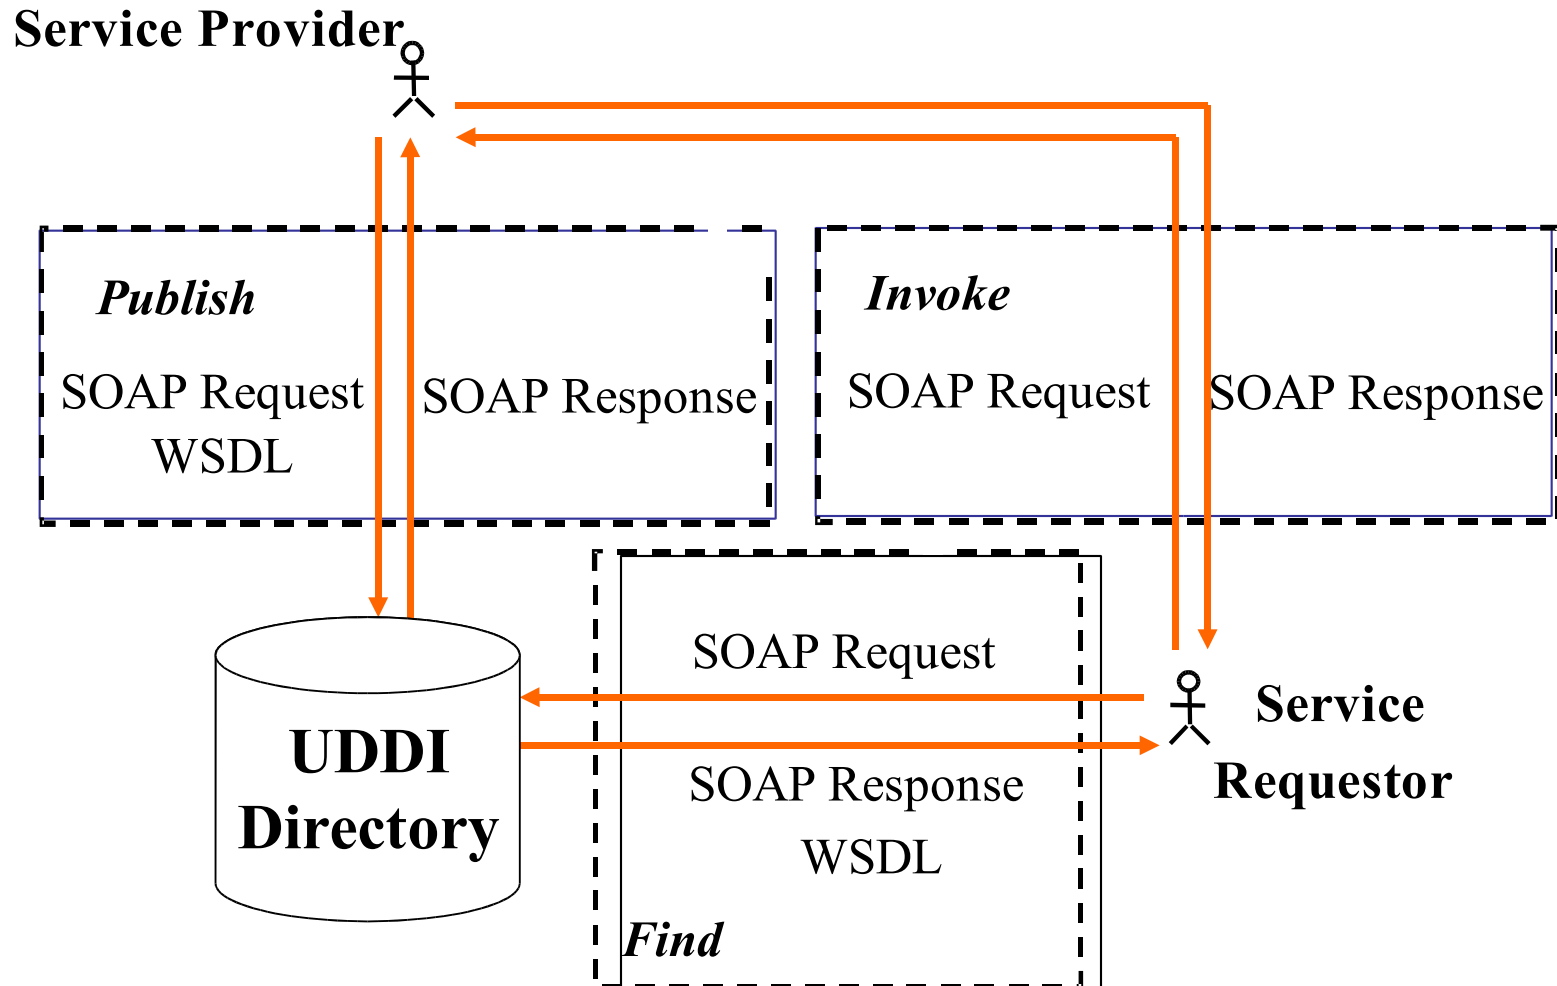 Service Provider
Publish
SOAP Request
WSDL
SOAP Response
Invoke
SOAP Request
SOAP Response
SOAP Request
SOAP Response
WSDL
Find
UDDI
Directory
Service
Requestor